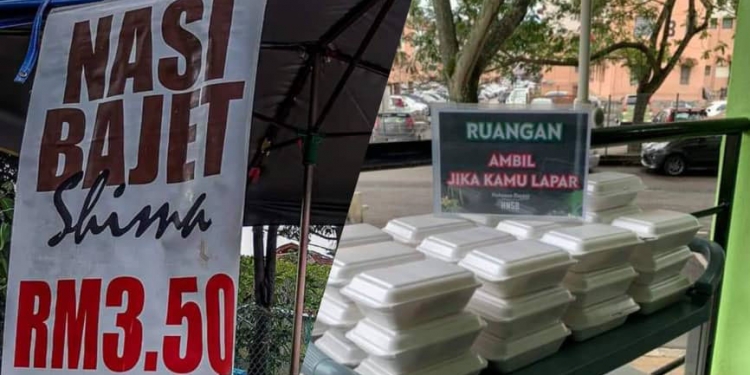 NASI
BAJET
Shima
RM3.50
RUANGAN
AMBIL
JIKA KAMU LAPAR